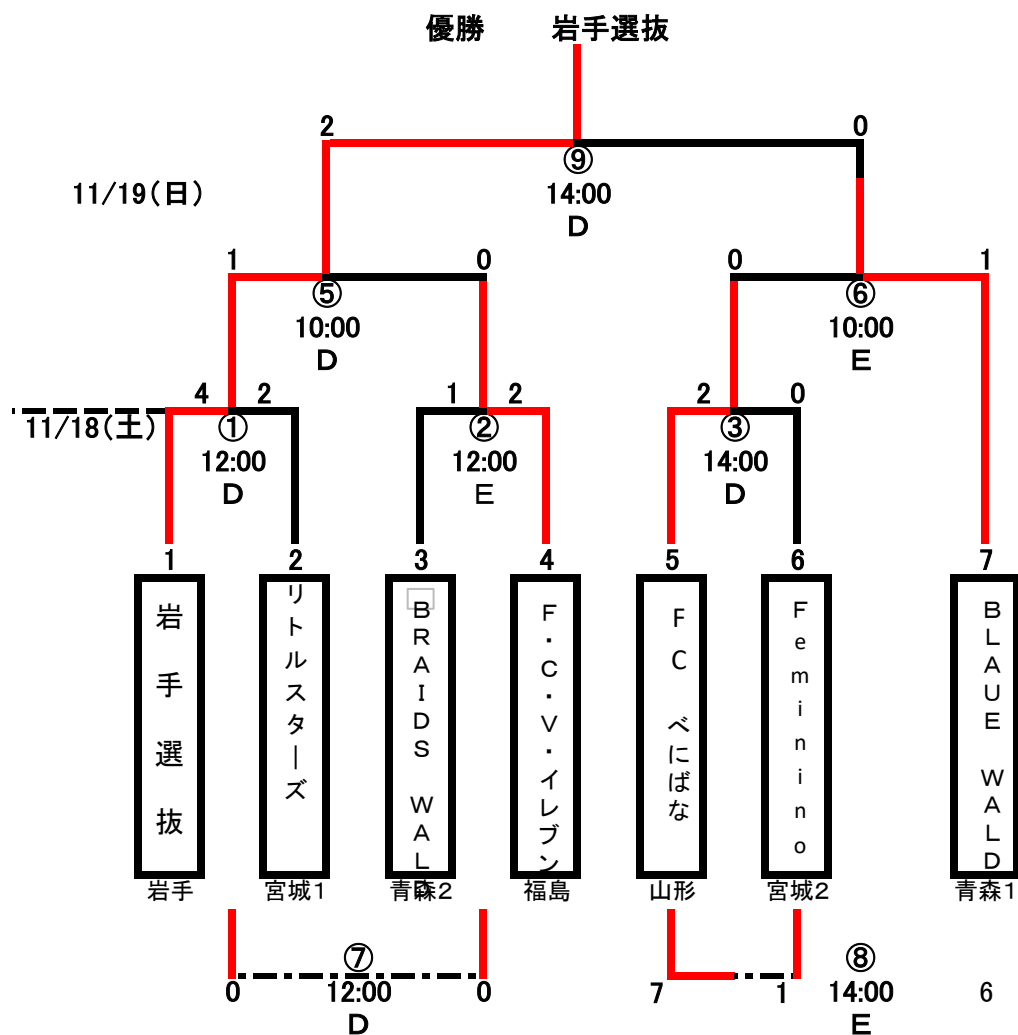 優勝 岩手選抜
2 0
⑨
11/19(日) 14:00
D
1 0 0 1
⑤ ⑥
10:00 10:00
D E
4 2 1 2 2 0
11/18(土) ① ② ③
12:00 12:00 14:00
D E D
1 2 3 4 5 6 7
岩手選抜
リトルスターズ
BRAIDS WALD
F・C・V・イレブン
FC べにばな
Feminino
BLAUE WALD
岩手 宮城1 青森2 福島 山形 宮城2 青森1
⑦ ⑧
0 12:00 0 7 1 14:00 6
D E